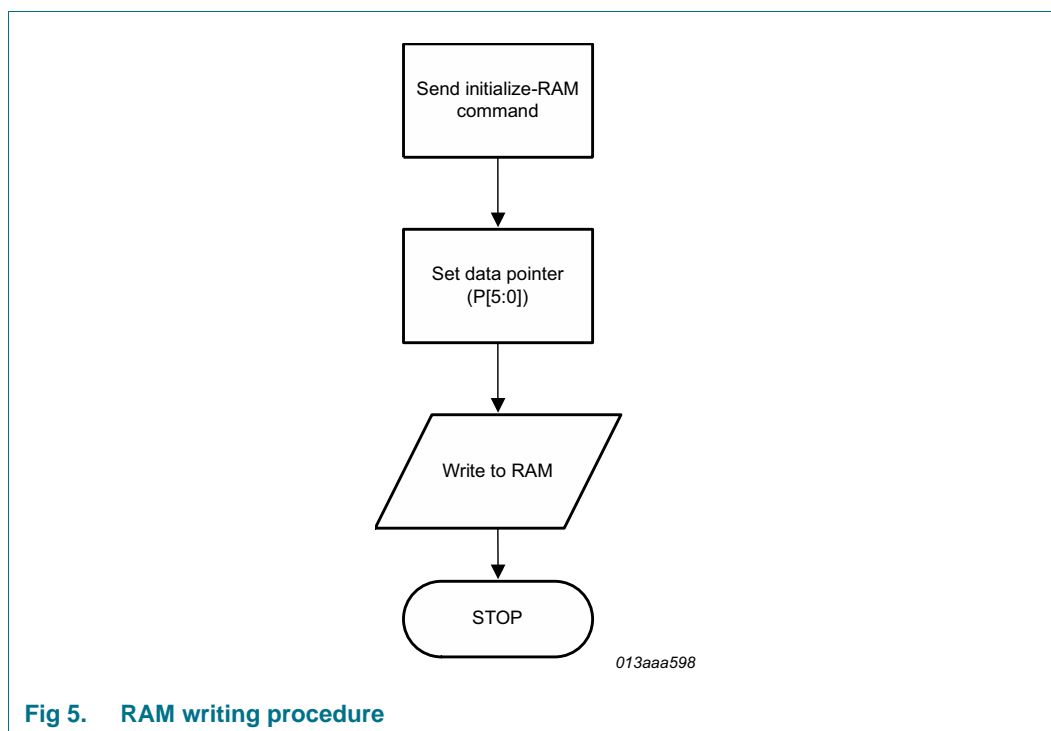 Send initialize-RAM
command
Set data pointer
(P[5:0])
Write to RAM
STOP
013aaa598
Fig 5. RAM writing procedure